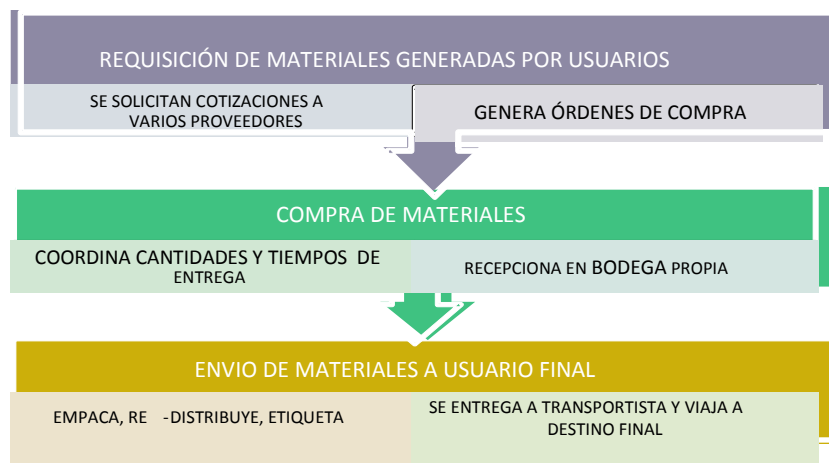 REQUISICIÓN DE MATERIALES GENERADAS POR USUARIOS
SE SOLICITAN COTIZACIONES A
VARIOS PROVEEDORES
GENERA ÓRDENES DE COMPRA
COMPRA DE MATERIALES
COORDINA CANTIDADES Y TIEMPOS DE
ENTREGA
RECEPCIONA EN BODEGA PROPIA
ENVIO DE MATERIALES A USUARIO FINAL
EMPACA, RE -DISTRIBUYE, ETIQUETA
SE ENTREGA A TRANSPORTISTA Y VIAJA A
DESTINO FINAL